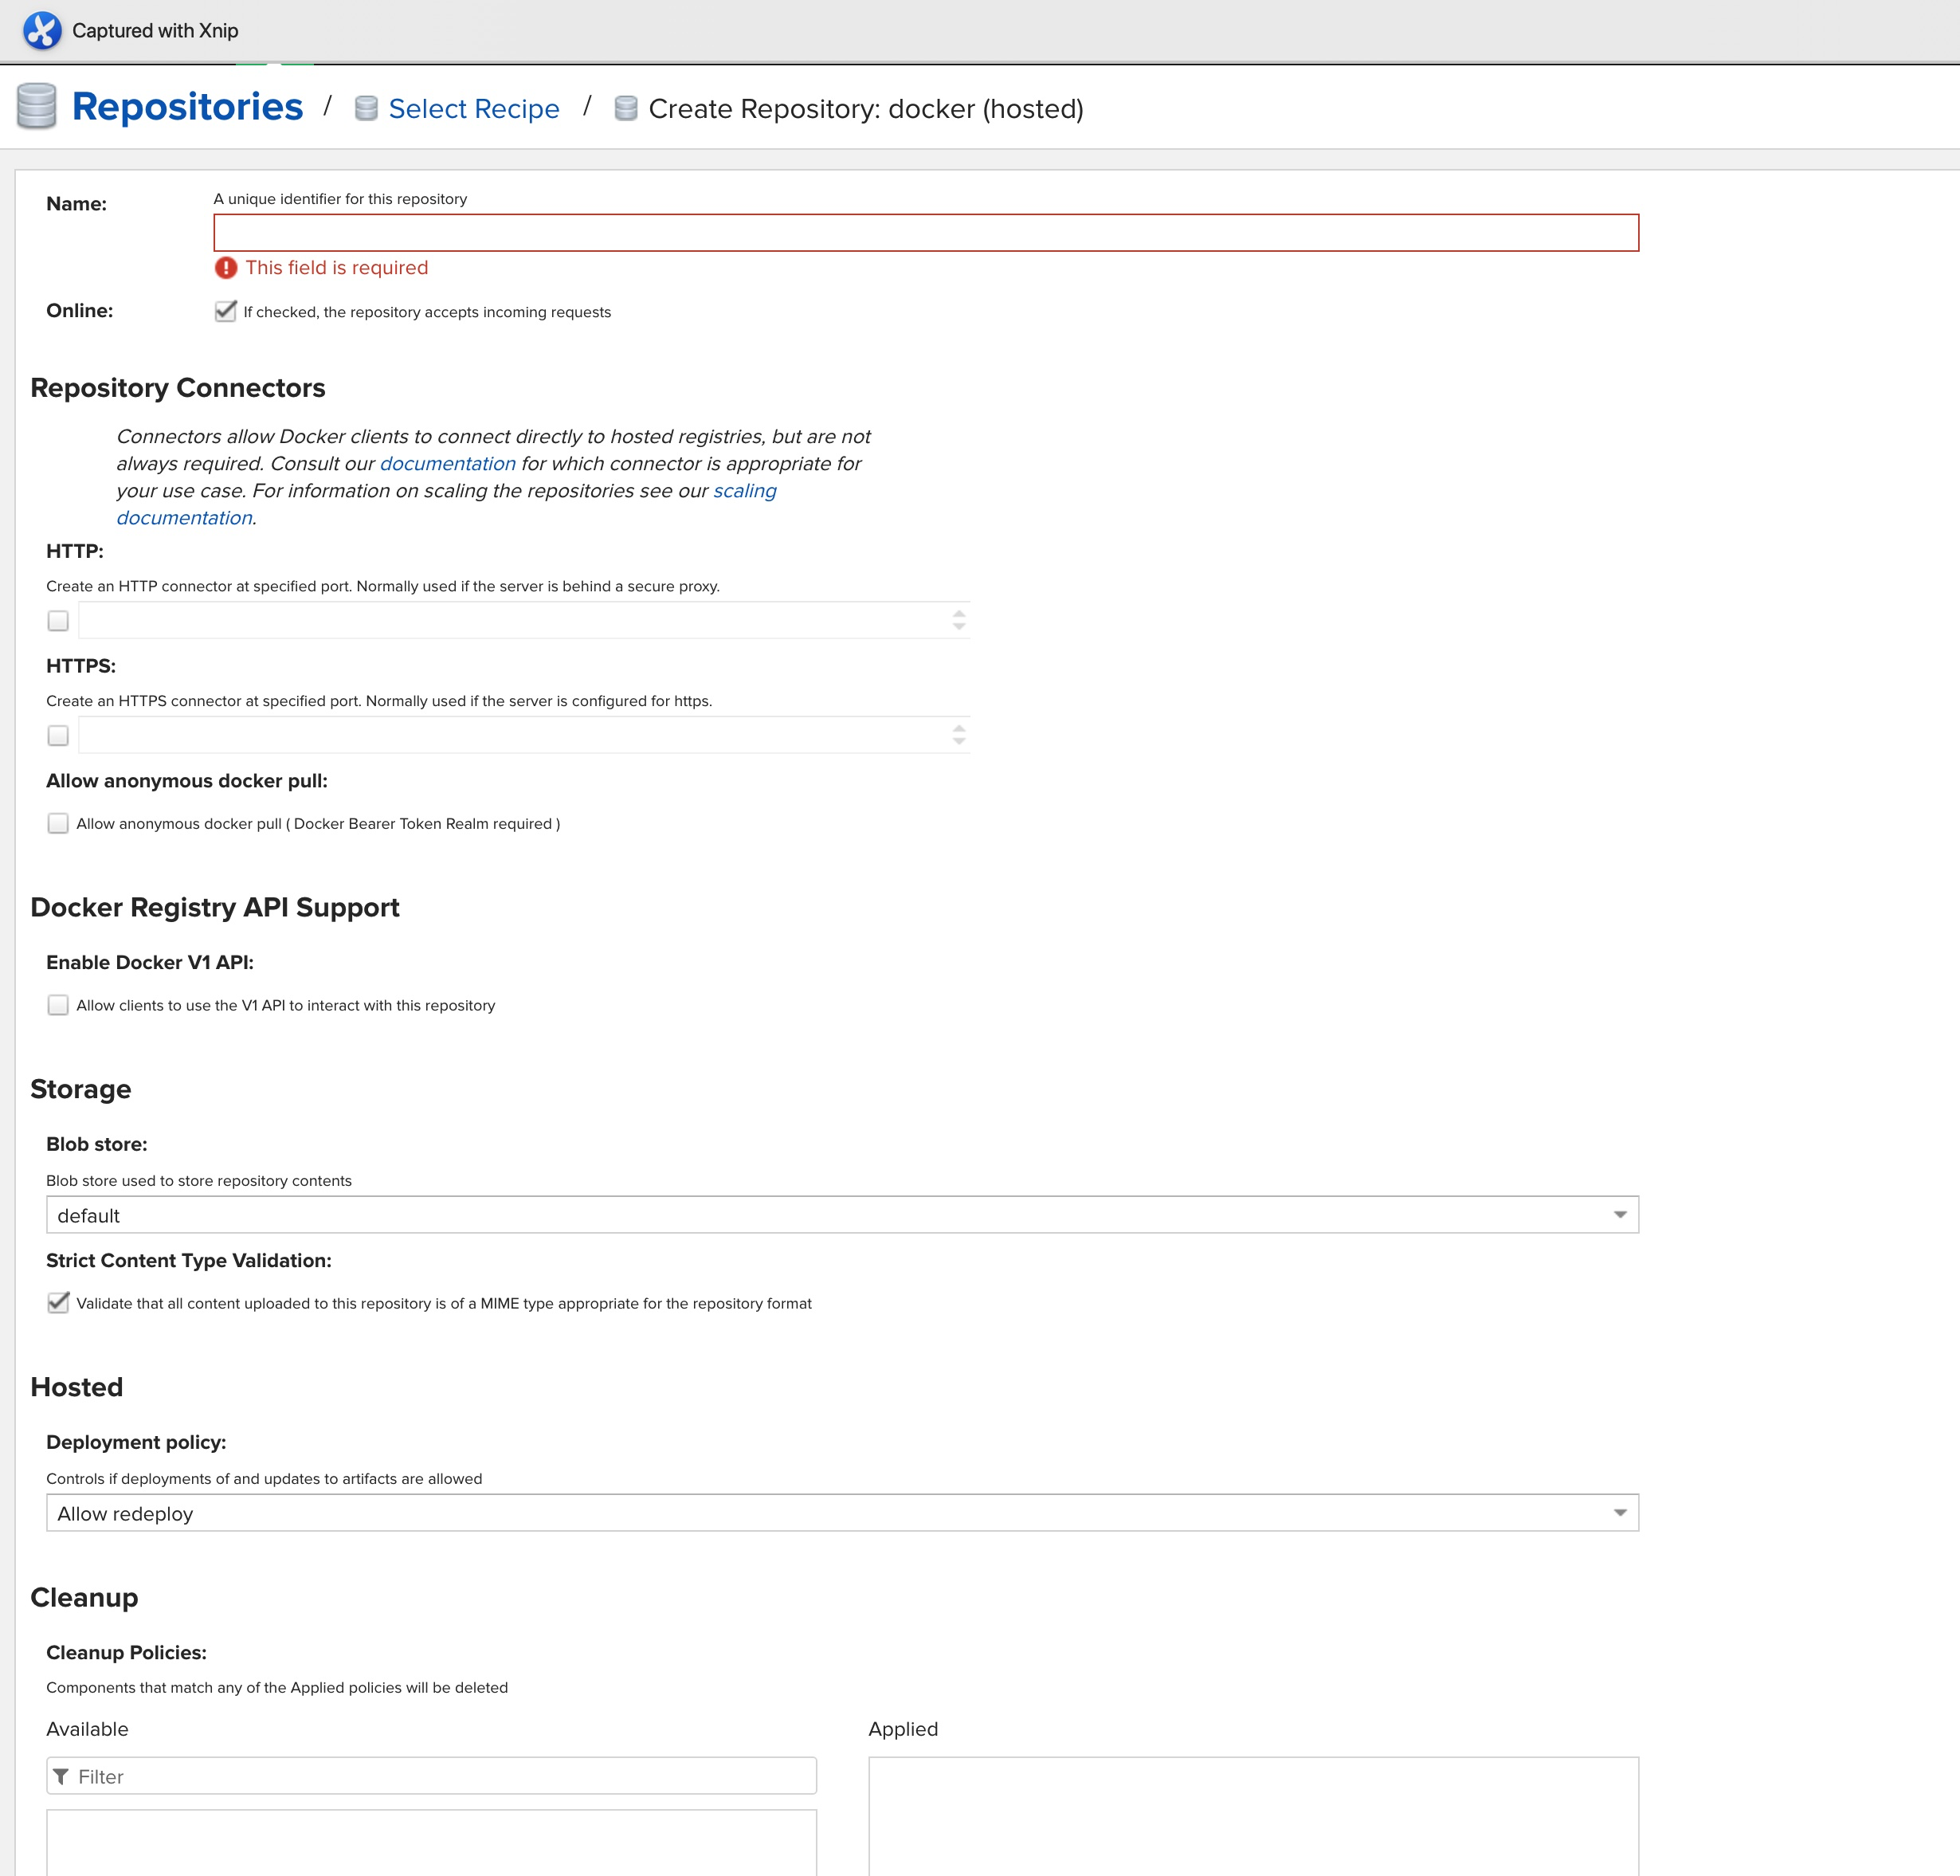 Captured with Xnip
Repositories / Select Recipe / Create Repository: docker (hosted)
Name:
A unique identifier for this repository
This field is required
Online:
If checked, the repository accepts incoming requests
Repository Connectors
Connectors allow Docker clients to connect directly to hosted registries, but are not
always required. Consult our documentation for which connector is appropriate for
your use case. For information on scaling the repositories see our scaling
documentation.
HTTP:
Create an HTTP connector at specified port. Normally used if the server is behind a secure proxy.
HTTPS:
Create an HTTPS connector at specified port. Normally used if the server is configured for https.
Allow anonymous docker pull:
Allow anonymous docker pull ( Docker Bearer Token Realm required )
Docker Registry API Support
Enable Docker V1 API:
Allow clients to use the V1 API to interact with this repository
Storage
Blob store:
Blob store used to store repository contents
default
Strict Content Type Validation:
Validate that all content uploaded to this repository is of a MIME type appropriate for the repository format
Hosted
Deployment policy:
Controls if deployments of and updates to artifacts are allowed
Allow redeploy
Cleanup
Cleanup Policies:
Components that match any of the Applied policies will be deleted
Available
Applied
Filter